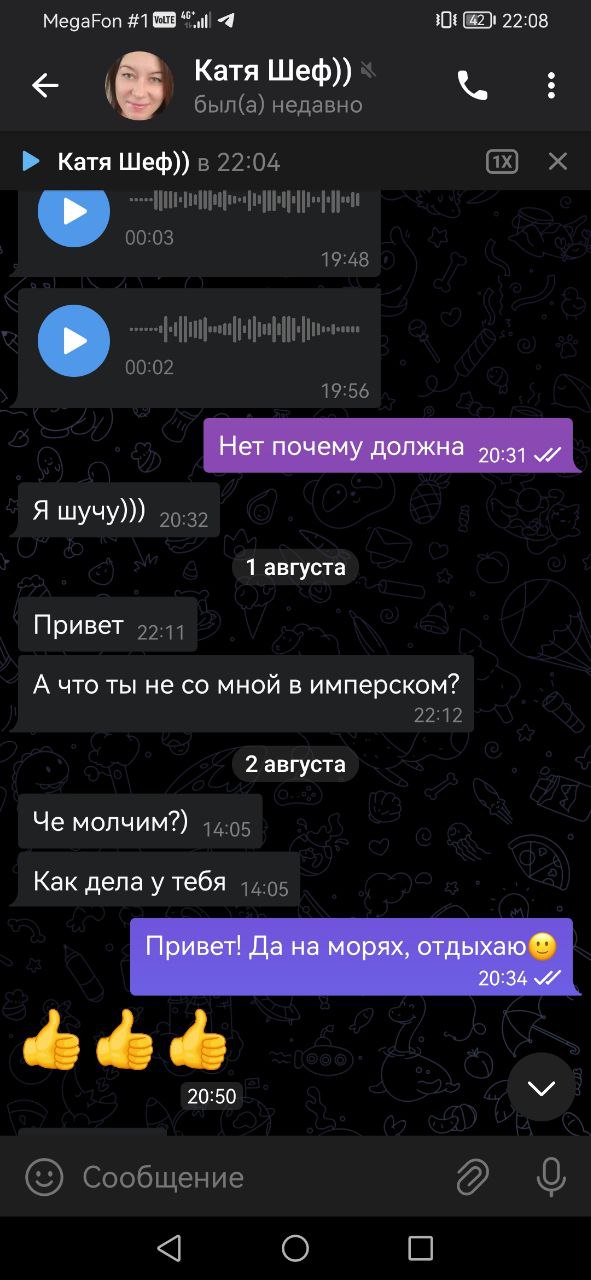 MegaFon #1 VoLTE 4G+ 42 22:08
Катя Шеф))
был(а) недавно
Катя Шеф)) в 22:04 1X
00:03
19:48
00:02
19:56
Нет почему должна 20:31
Я шучу))) 20:32
1 августа
Привет 22:11
А что ты не со мной в имперском?
22:12
2 августа
Че молчим?) 14:05
Как дела у тебя 14:05
Привет! Да на морях, отдыхаю🙂
20:34
👍👍👍
20:50
Сообщение